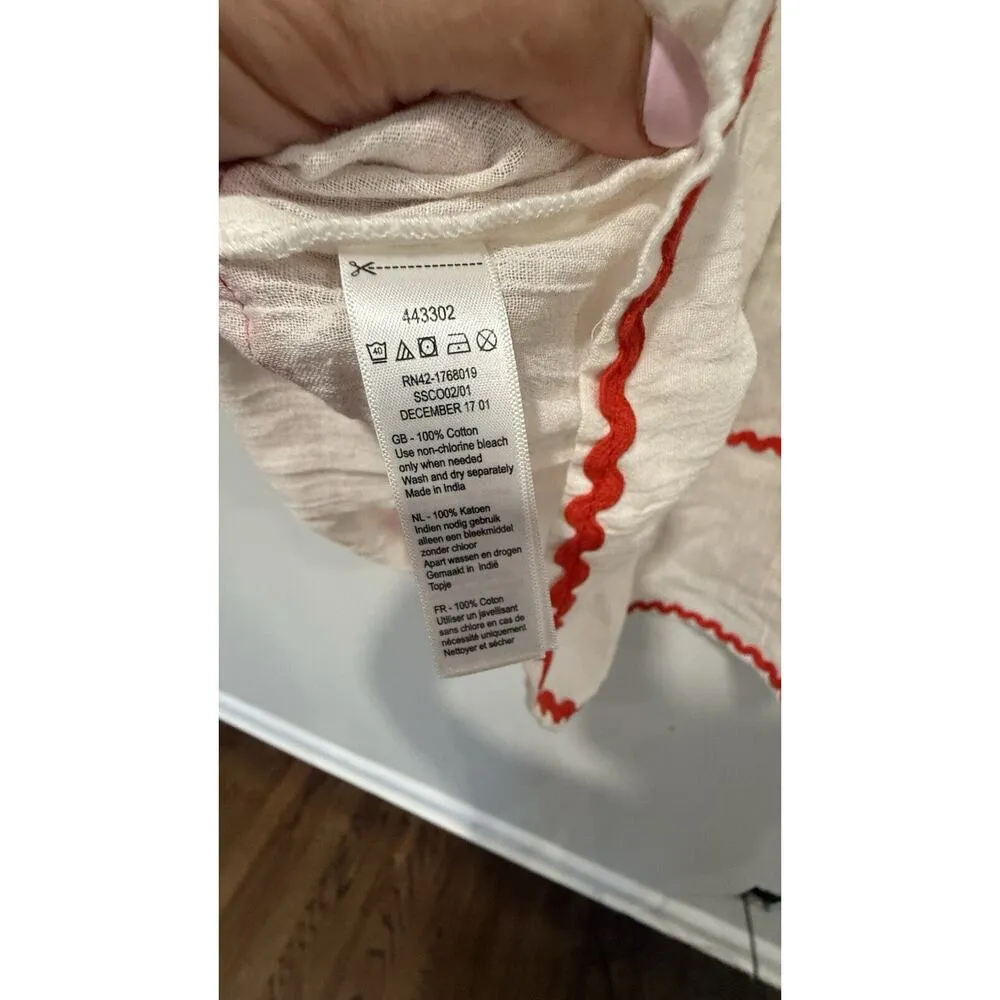 443302
40
RN42-1768019
SSCO02/01
DECEMBER 17 01
GB - 100% Cotton
Use non-chlorine bleach
only when needed
Wash and dry separately
Made in India
NL - 100% Katoen
Indien nodig gebruik
alleen een bleekmiddel
zonder chloor
Apart wassen en drogen
Gemaakt in Indië
Topje
FR - 100% Coton
Utiliser un javellisant
sans chlore en cas de
nécessité uniquement
Nettoyer et sécher